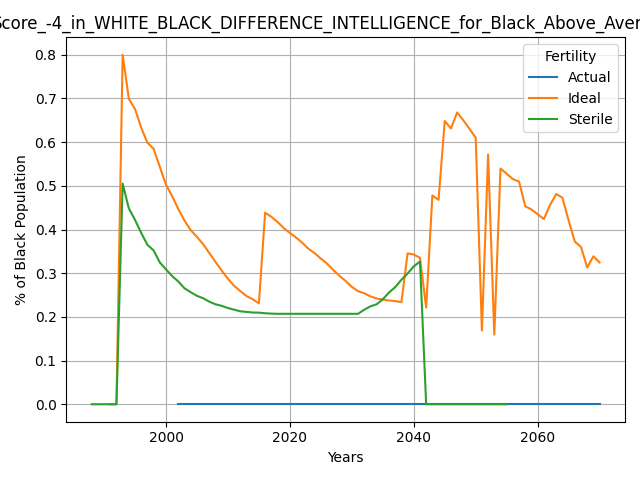 Score_-4_in_WHITE_BLACK_DIFFERENCE_INTELLIGENCE_for_Black_Above_Aver
Fertility
Actual
Ideal
Sterile
0.8
0.7
0.6
0.5
0.4
0.3
0.2
0.1
0.0
% of Black Population
2000 2020 2040 2060
Years